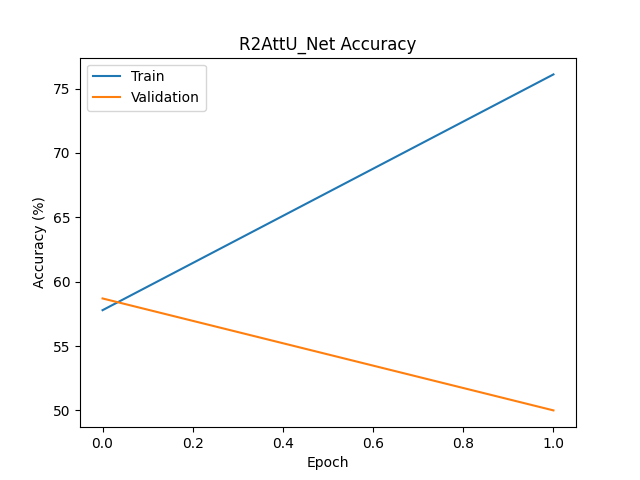 R2AttU_Net Accuracy
Train
Validation
75
70
65
60
55
50
Accuracy (%)
0.0 0.2 0.4 0.6 0.8 1.0
Epoch